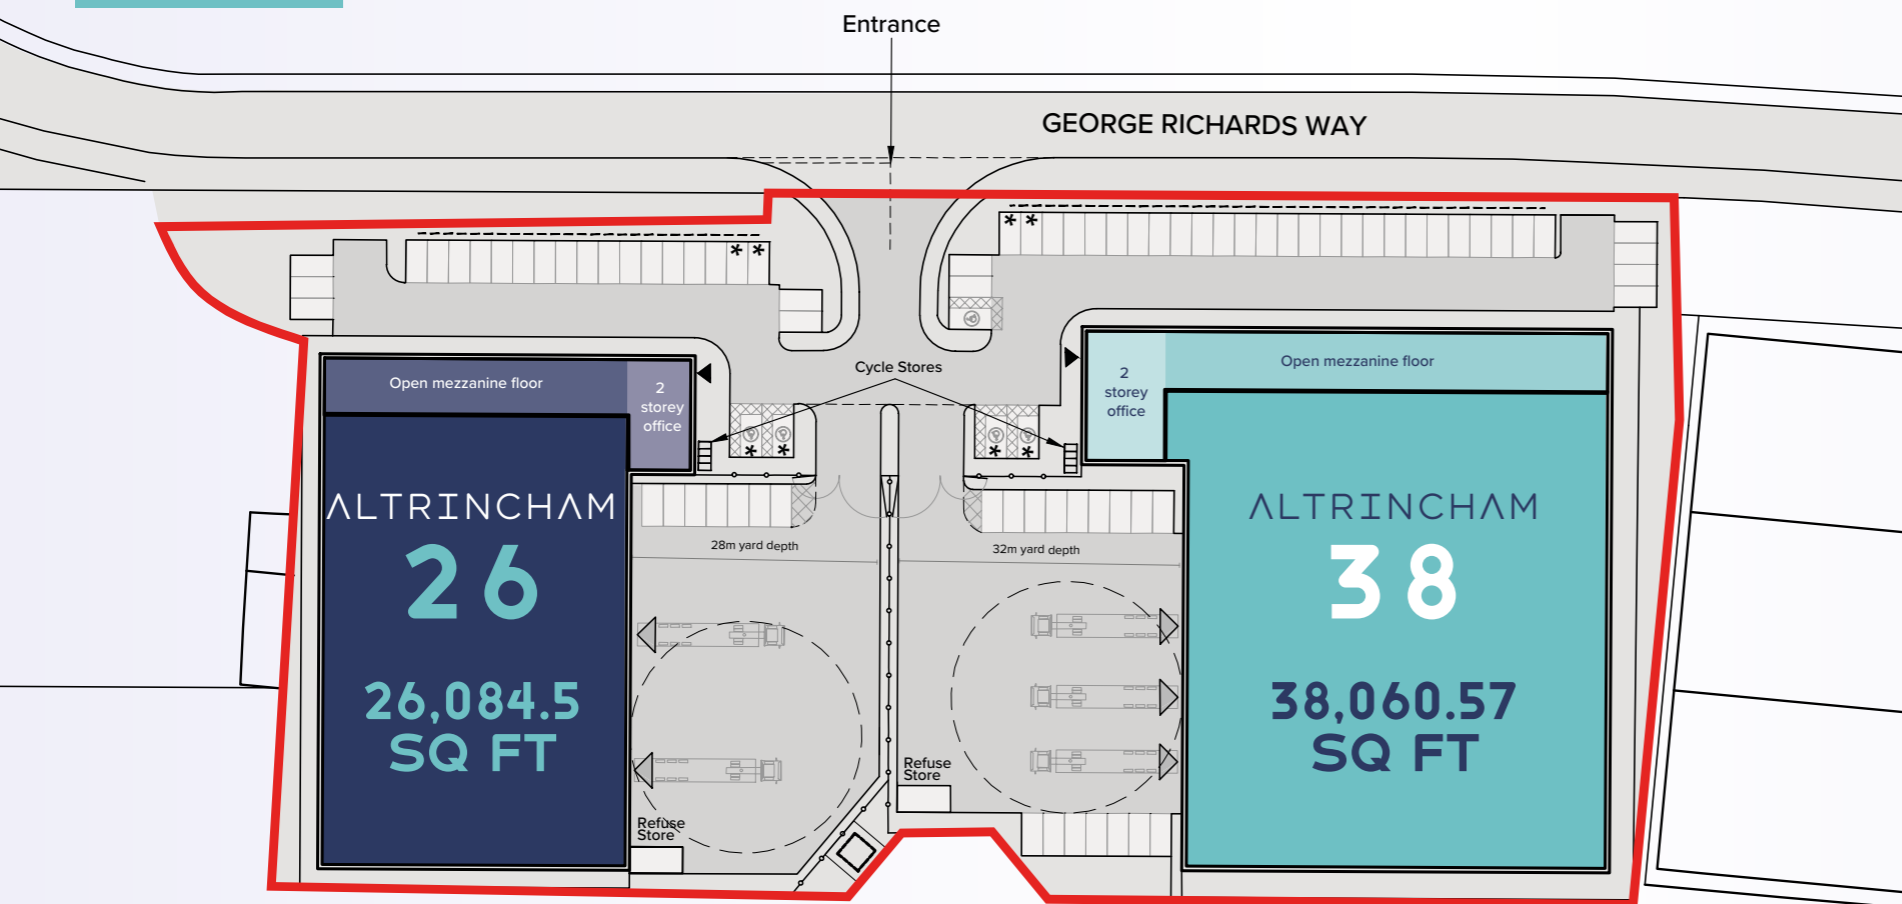 Entrance
GEORGE RICHARDS WAY
Cycle Stores
Open mezzanine floor
2
storey
office
ALTRINCHAM
26
26,084.5
SQ FT
28m yard depth
Refuse
Store
2
storey
office
Open mezzanine floor
ALTRINCHAM
38
38,060.57
SQ FT
32m yard depth
Refuse
Store